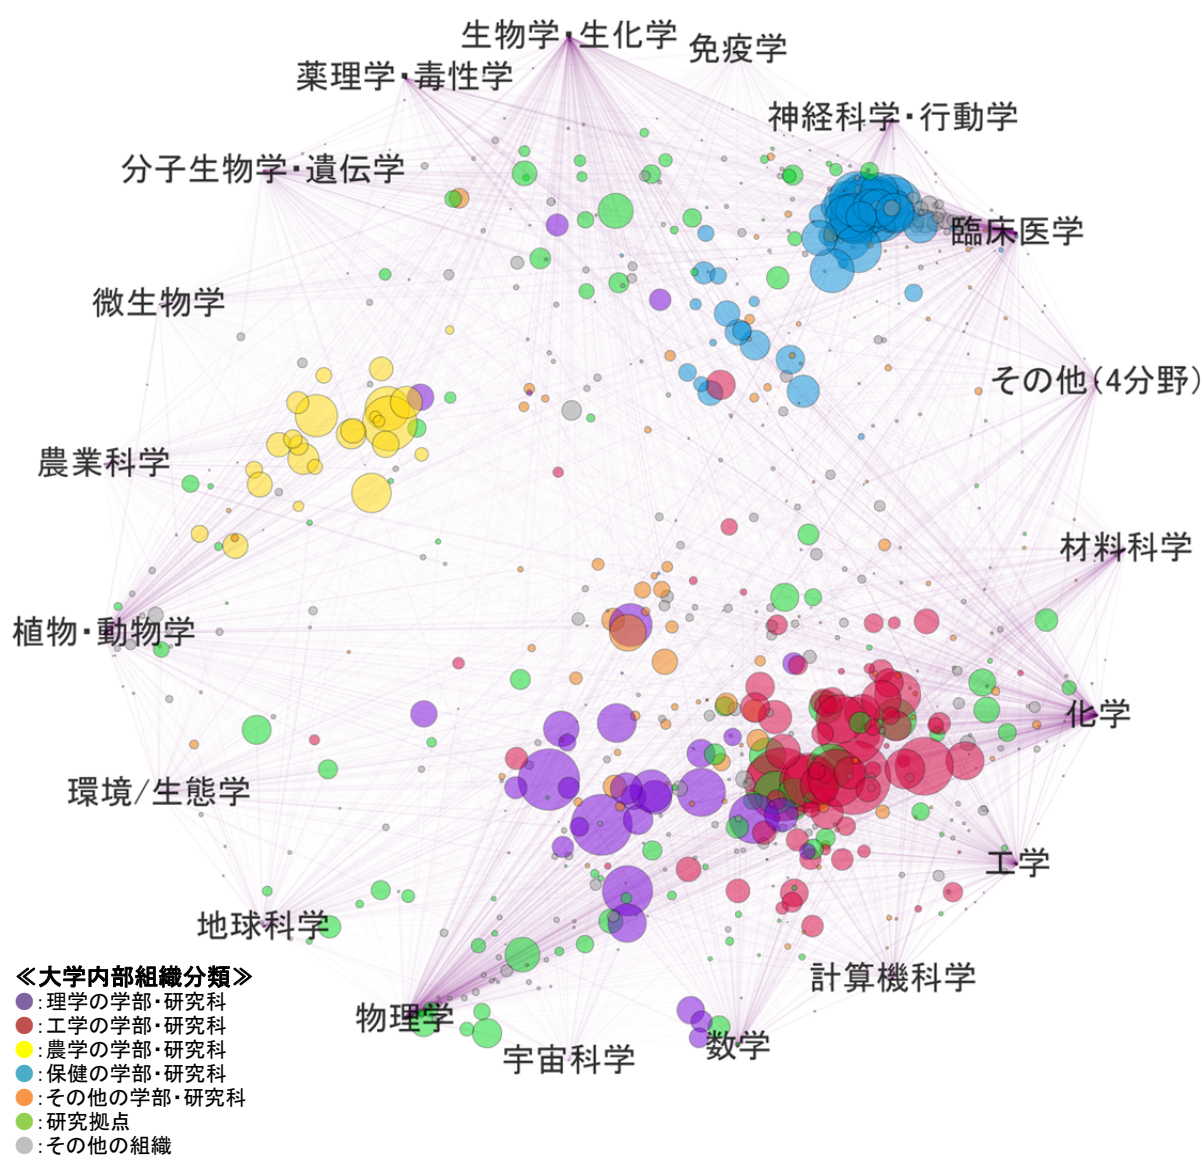 生物学・生化学
免疫学
薬理学・毒性学
神経科学・行動学
分子生物学・遺伝子
臨床医学
微生物学
その他(4分野)
農業科学
材料科学
植物・動物学
化学
環境/生態学
工学
地球科学
計算機科学
物理学
数学
宇宙科学
≪大学内部組織分類≫
:理学の学部・研究科
:工学の学部・研究科
:農学の学部・研究科
:保健の学部・研究科
:その他の学部・研究科
:研究拠点
:その他の組織